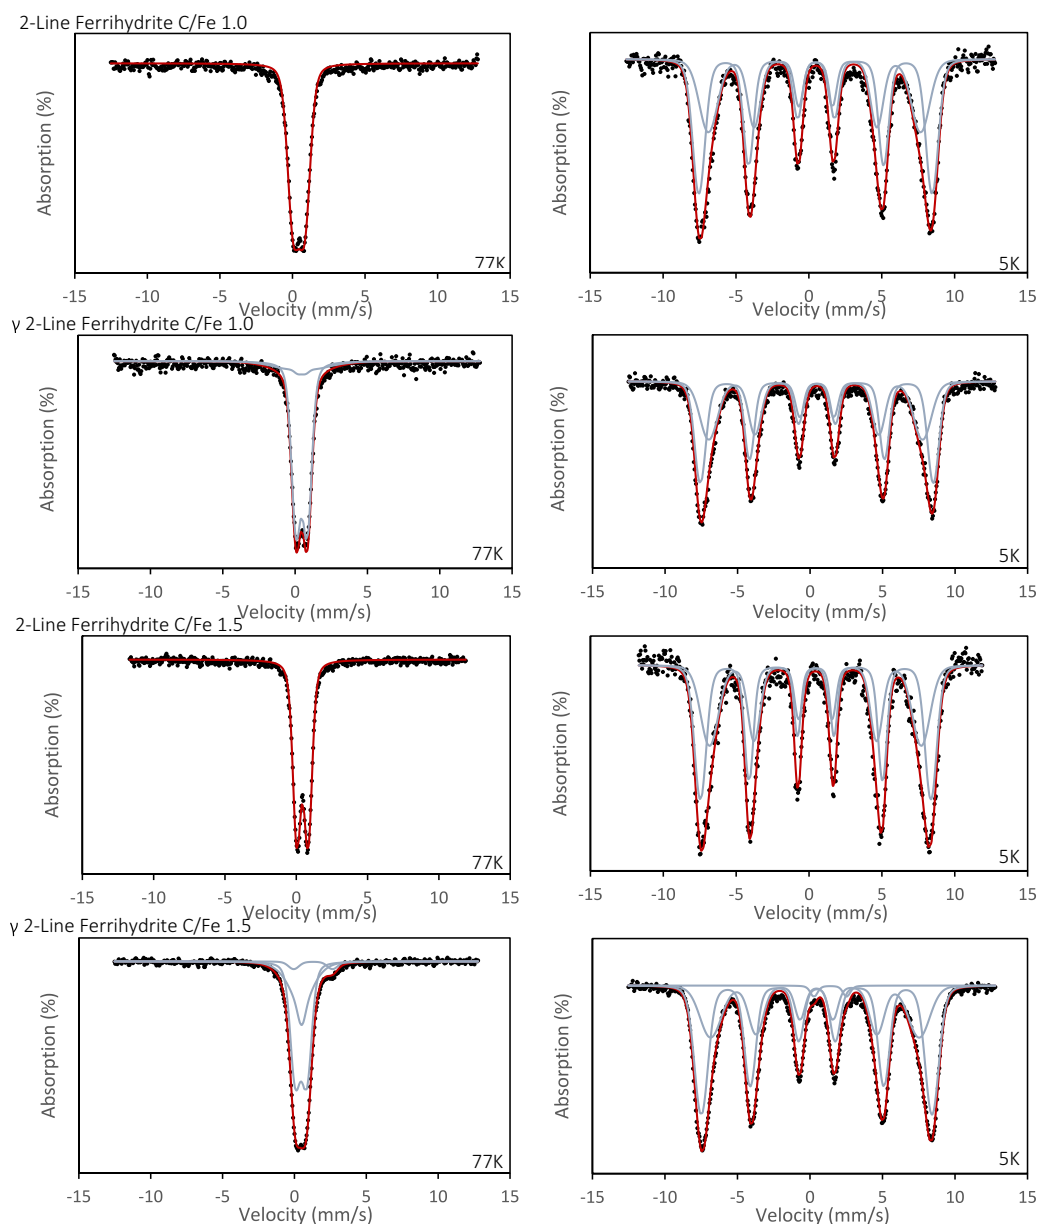 2-Line Ferrihydrite C/Fe 1.0
Absorption (%)
77K
-15 -10 -5 0 5 10 15
Velocity (mm/s)
Absorption (%)
5K
-15 -10 -5 0 5 10 15
Velocity (mm/s)
γ 2-Line Ferrihydrite C/Fe 1.0
Absorption (%)
77K
-15 -10 -5 0 5 10 15
Velocity (mm/s)
Absorption (%)
5K
-15 -10 -5 0 5 10 15
Velocity (mm/s)
2-Line Ferrihydrite C/Fe 1.5
Absorption (%)
77K
-15 -10 -5 0 5 10 15
Velocity (mm/s)
Absorption (%)
5K
-15 -10 -5 0 5 10 15
Velocity (mm/s)
γ 2-Line Ferrihydrite C/Fe 1.5
Absorption (%)
77K
-15 -10 -5 0 5 10 15
Velocity (mm/s)
Absorption (%)
5K
-15 -10 -5 0 5 10 15
Velocity (mm/s)